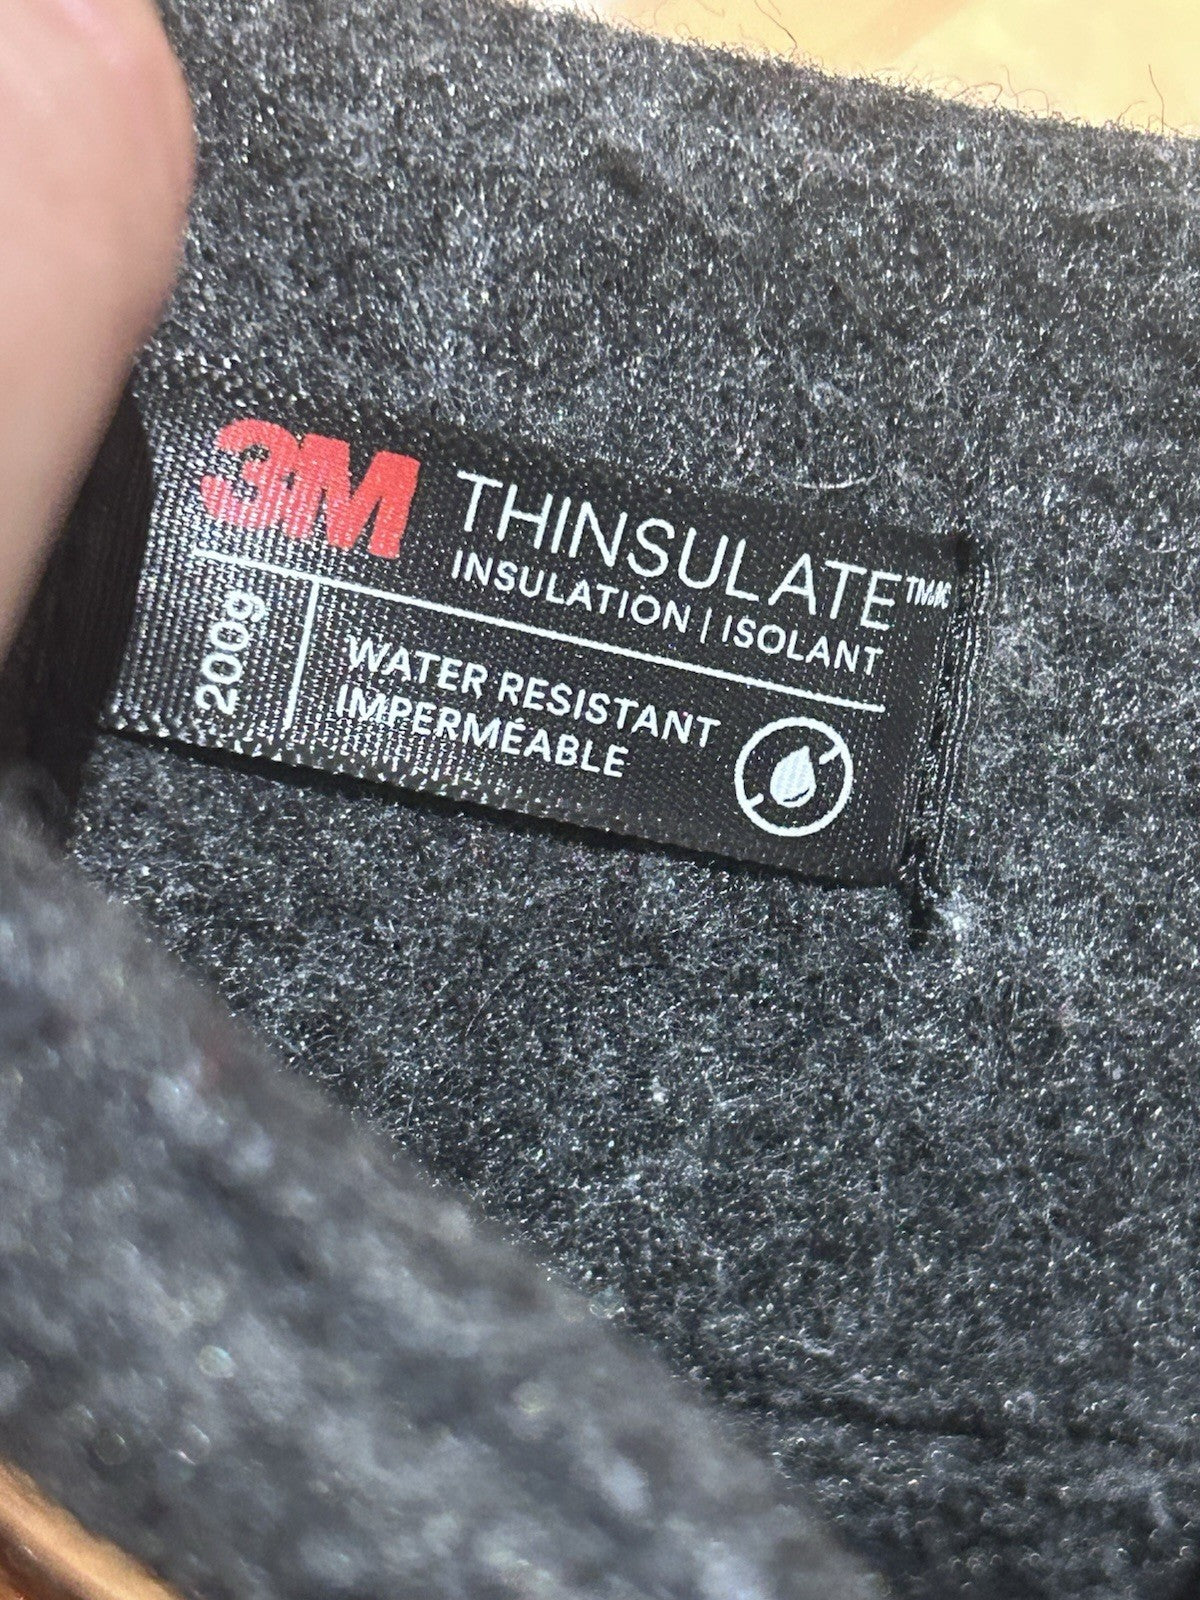 3M THINSULATE™MC
INSULATION | ISOLANT
200g
WATER RESISTANT
IMPERMÉABLE